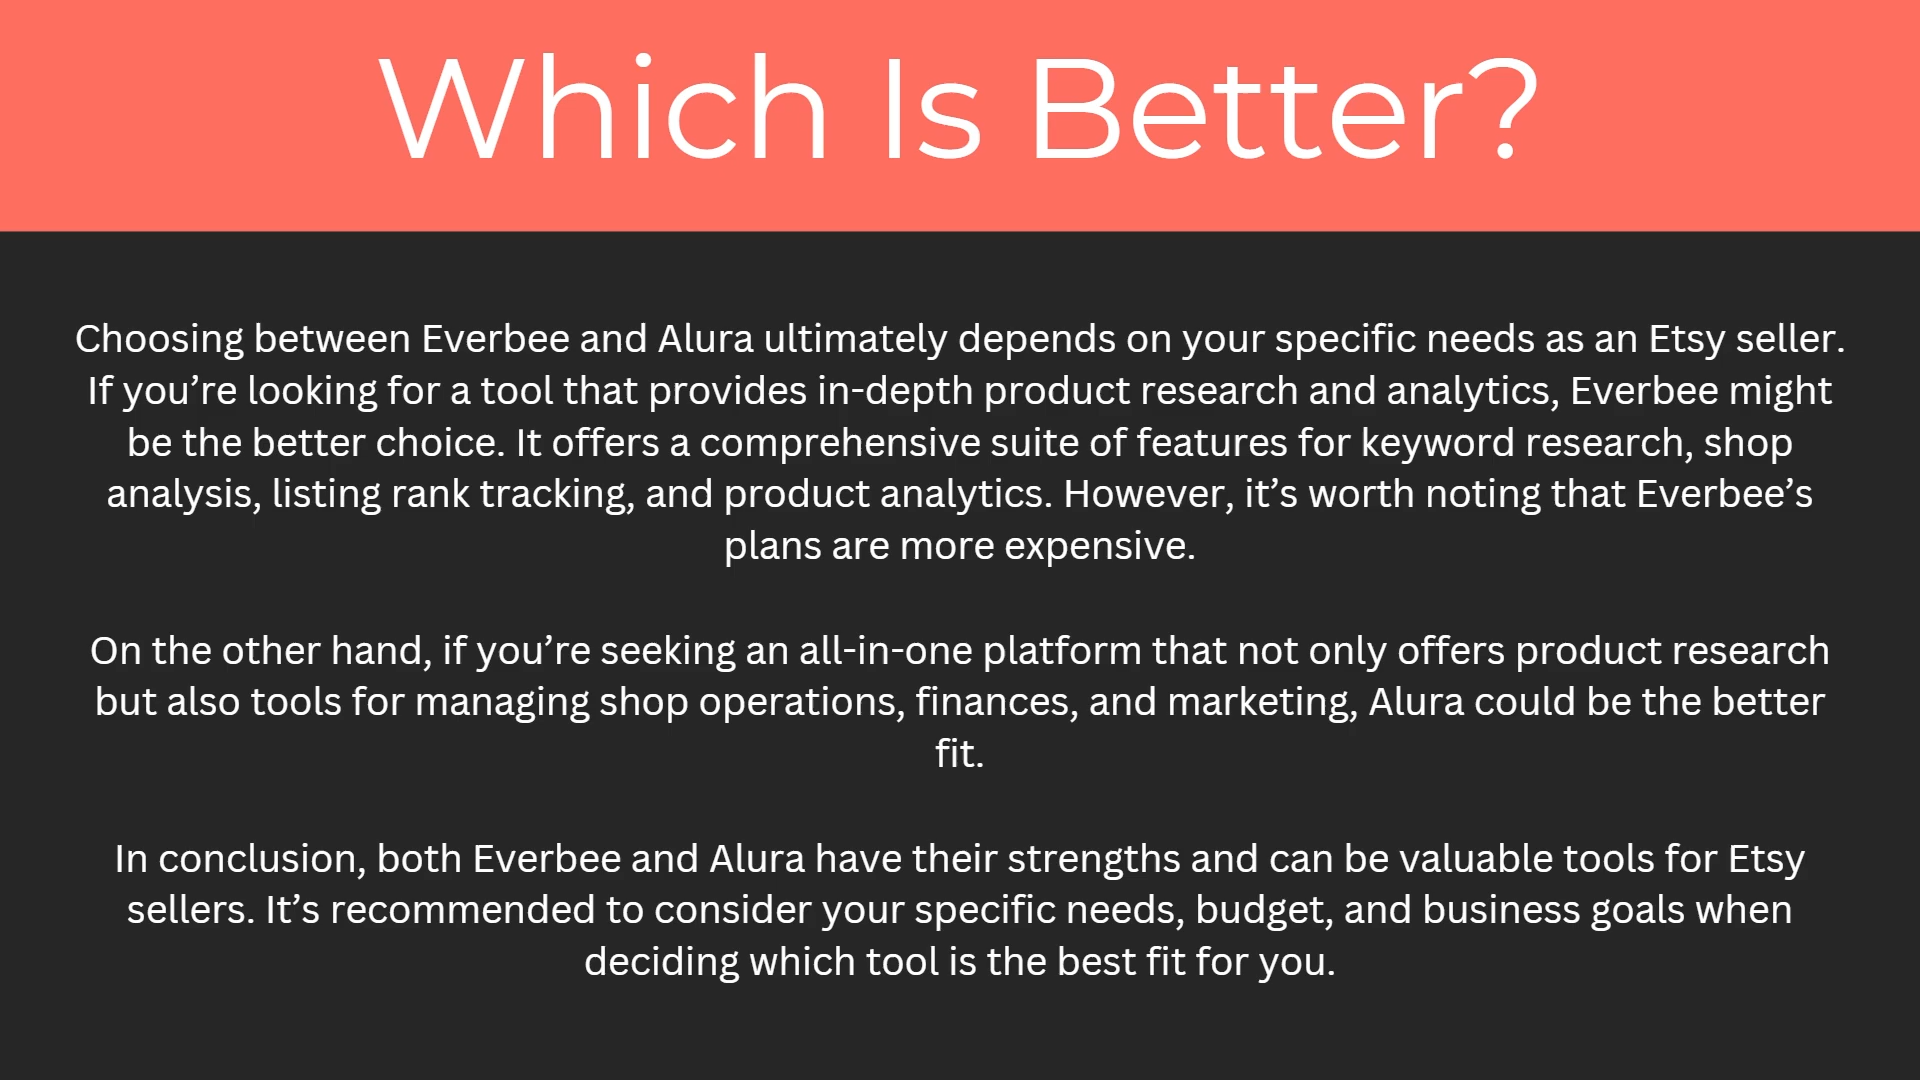 Which Is Better?
Choosing between Everbee and Alura ultimately depends on your specific needs as an Etsy seller.
If you’re looking for a tool that provides in-depth product research and analytics, Everbee might
be the better choice. It offers a comprehensive suite of features for keyword research, shop
analysis, listing rank tracking, and product analytics. However, it’s worth noting that Everbee’s
plans are more expensive.
On the other hand, if you’re seeking an all-in-one platform that not only offers product research
but also tools for managing shop operations, finances, and marketing, Alura could be the better
fit.
In conclusion, both Everbee and Alura have their strengths and can be valuable tools for Etsy
sellers. It’s recommended to consider your specific needs, budget, and business goals when
deciding which tool is the best fit for you.